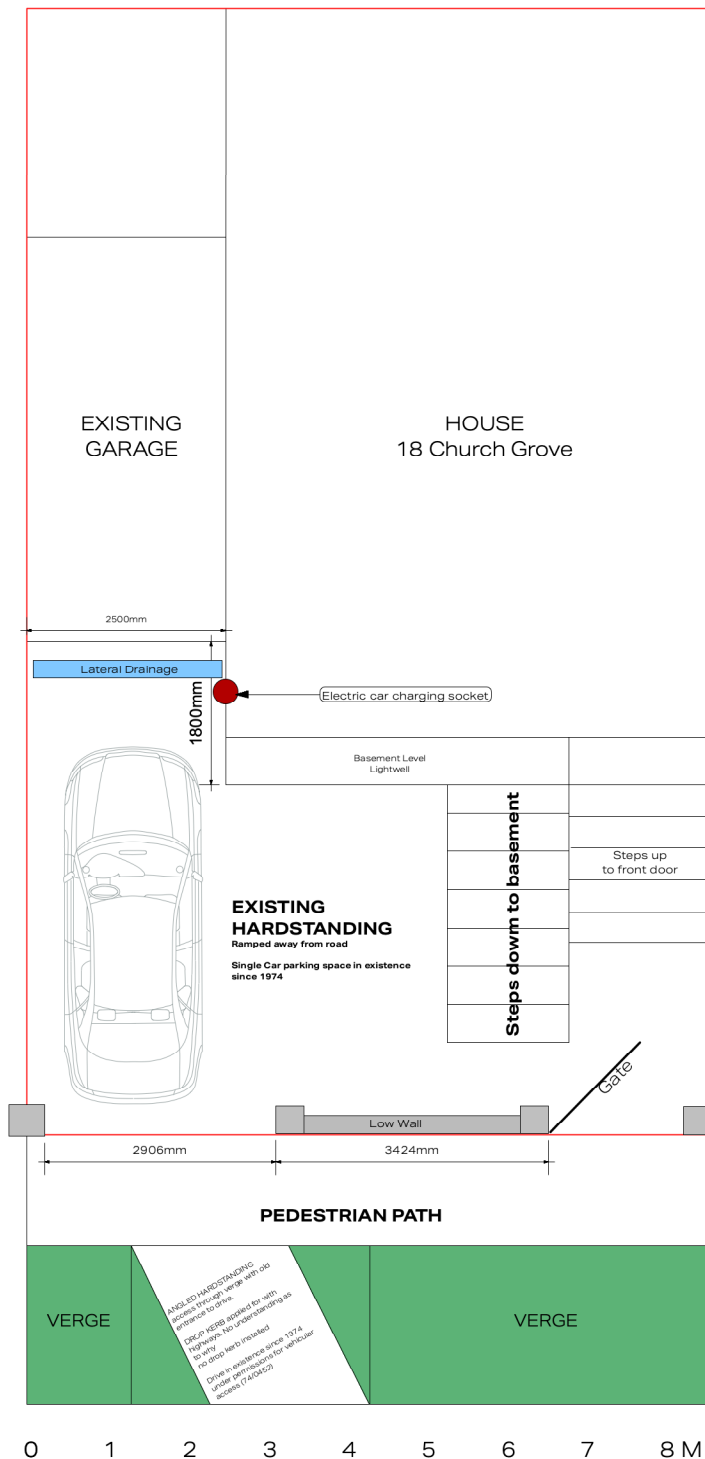 EXISTING
GARAGE
HOUSE
18 Church Grove
2500mm
Lateral Drainage
1800mm
Electric car charging socket
Basement Level
Lightwell
Steps dowm to basement
Steps up
to front door
EXISTING
HARDSTANDING
Ramped away from road
Single Car parking space in existence
since 1974
Gate
Low Wall
2906mm
3424mm
PEDESTRIAN PATH
VERGE
ANGLED HARDSTANDING
access through verge with old
entrance to drive.
DROP KERB applied for with
highways. No understanding as
to why
no drop kerb installed
Drive in existence since 1974
under permissions for vehicular
access (74/0452)
VERGE
0 1 2 3 4 5 6 7 8 M